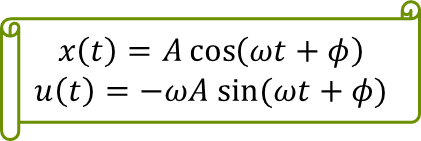 x(t) = A cos(ωt + ϕ)
u(t) = −ωA sin(ωt + ϕ)